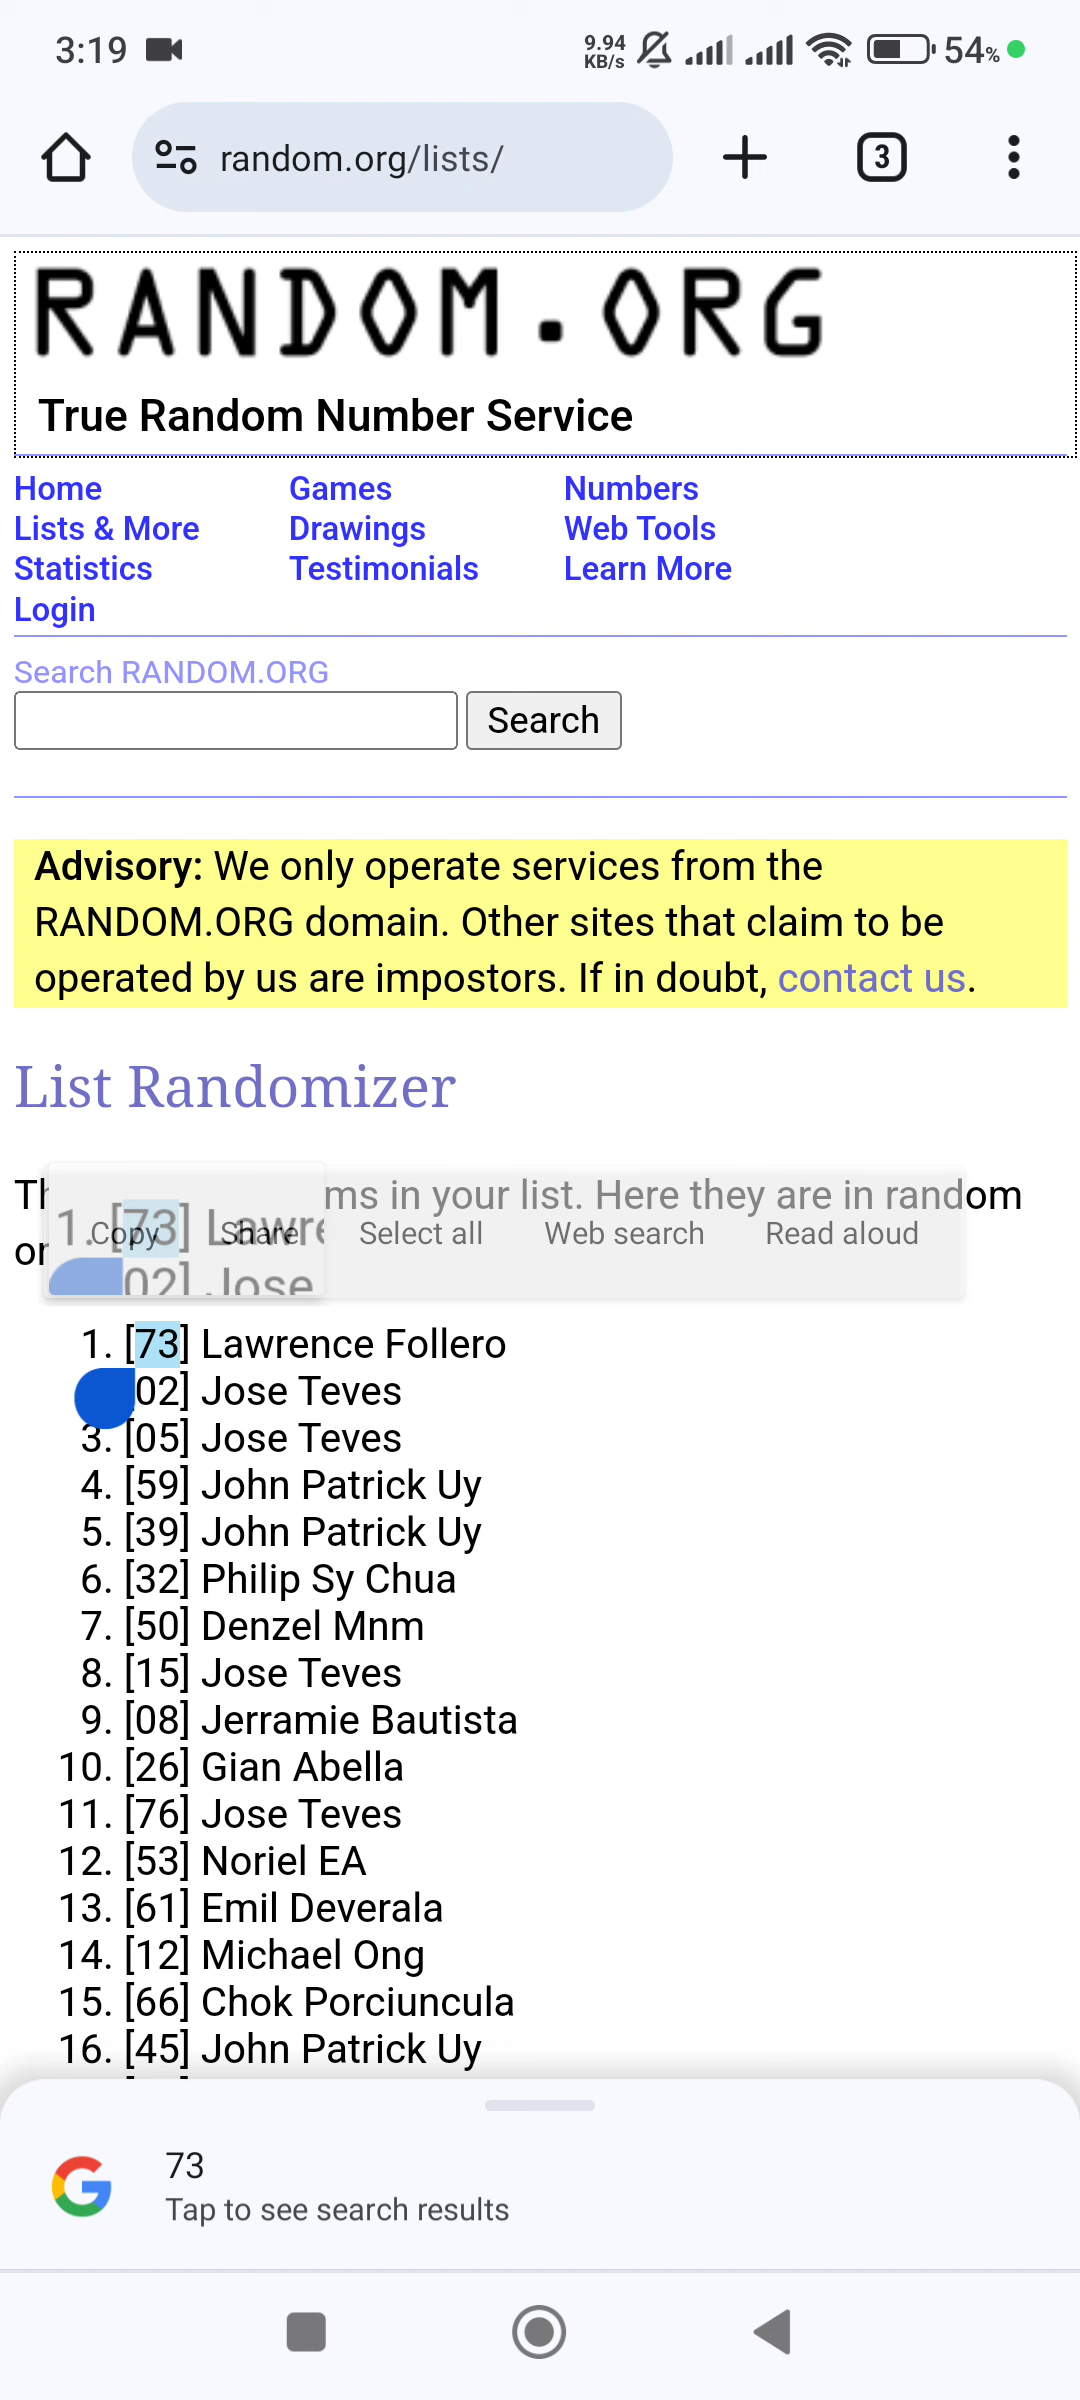 3:19
9.94 KB/s
54%
random.org/lists/
3
RANDOM.ORG
True Random Number Service
Home Games Numbers
Lists & More Drawings Web Tools
Statistics Testimonials Learn More
Login
Search RANDOM.ORG
Search
Advisory: We only operate services from the
RANDOM.ORG domain. Other sites that claim to be
operated by us are impostors. If in doubt, contact us.
List Randomizer
ms in your list. Here they are in random
1. [73] Lawre
Copy Share Select all Web search Read aloud
02] Jose
1. [73] Lawrence Follero
02] Jose Teves
3. [05] Jose Teves
4. [59] John Patrick Uy
5. [39] John Patrick Uy
6. [32] Philip Sy Chua
7. [50] Denzel Mnm
8. [15] Jose Teves
9. [08] Jerramie Bautista
10. [26] Gian Abella
11. [76] Jose Teves
12. [53] Noriel EA
13. [61] Emil Deverala
14. [12] Michael Ong
15. [66] Chok Porciuncula
16. [45] John Patrick Uy
73
Tap to see search results